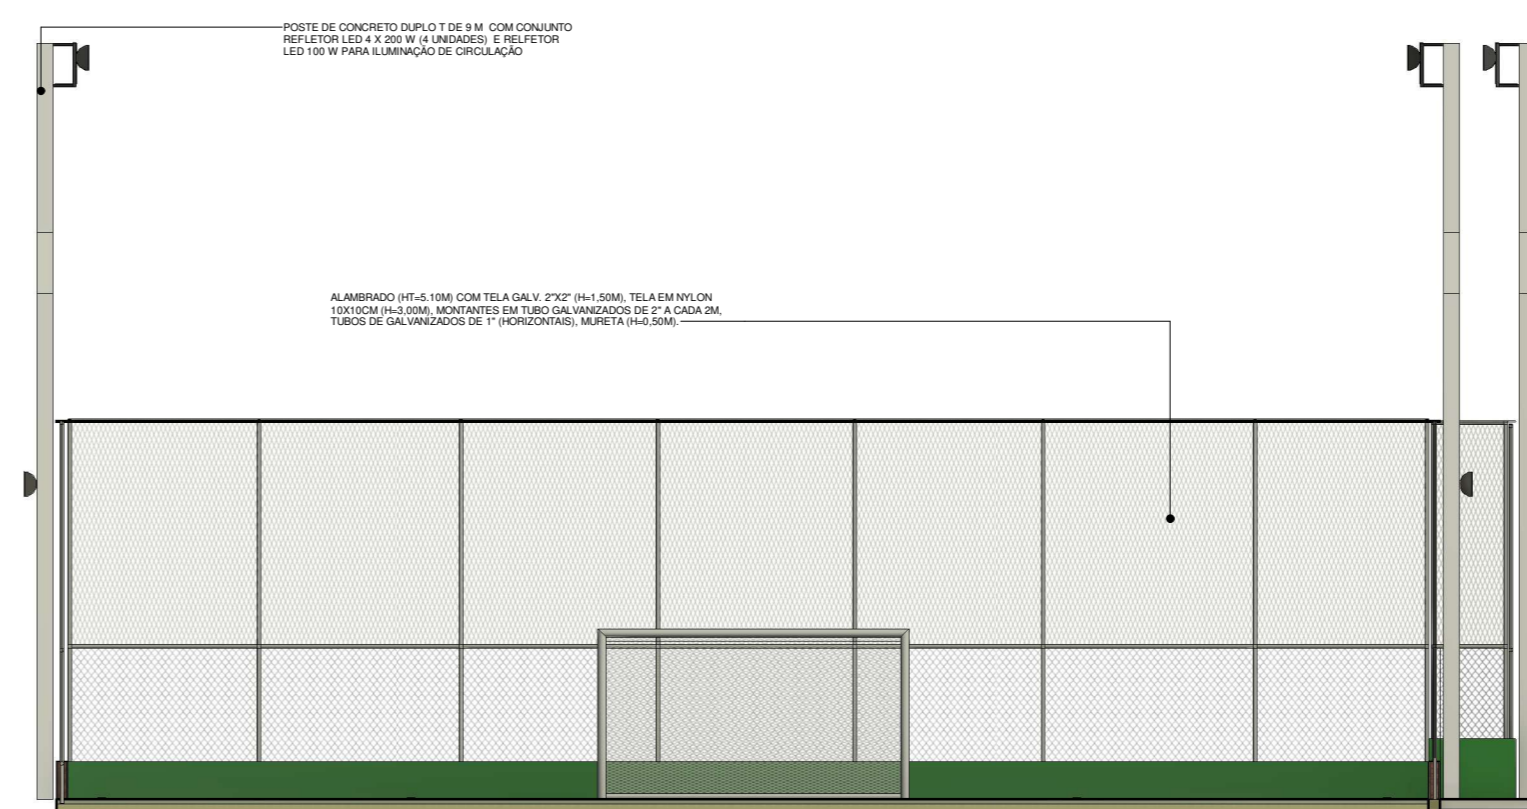 POSTE DE CONCRETO DUPLO T DE 9 M  COM CONJUNTO
REFLETOR LED 4 X 200 W (4 UNIDADES)  E RELFETOR
LED 100 W PARA ILUMINAÇÃO DE CIRCULAÇÃO
ALAMBRADO (HT=5.10M) COM TELA GALV. 2"X2" (H=1,50M), TELA EM NYLON
10X10CM (H=3,00M), MONTANTES EM TUBO GALVANIZADOS DE 2" A CADA 2M,
TUBOS DE GALVANIZADOS DE 1" (HORIZONTAIS), MURETA (H=0,50M).